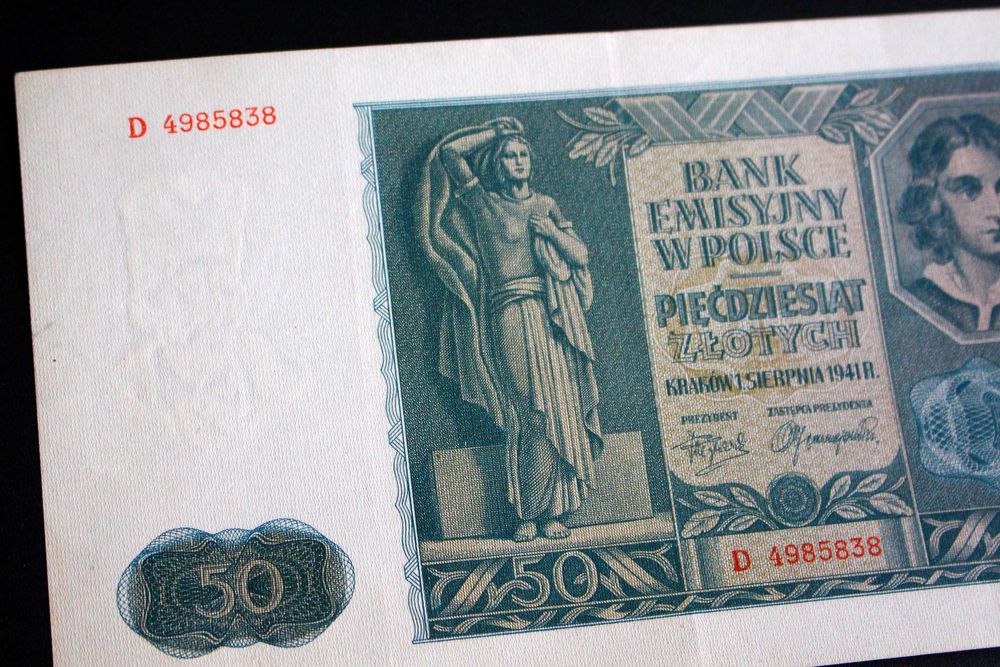 D 4985838
BANK
EMISYJNY
W POLSCE
PIĘĆDZIESIĄT
ZŁOTYCH
KRAKÓW 1. SIERPNIA 1941 R.
PREZYDENT ZASTĘPCA PREZYDENTA
D 4985838
50
50